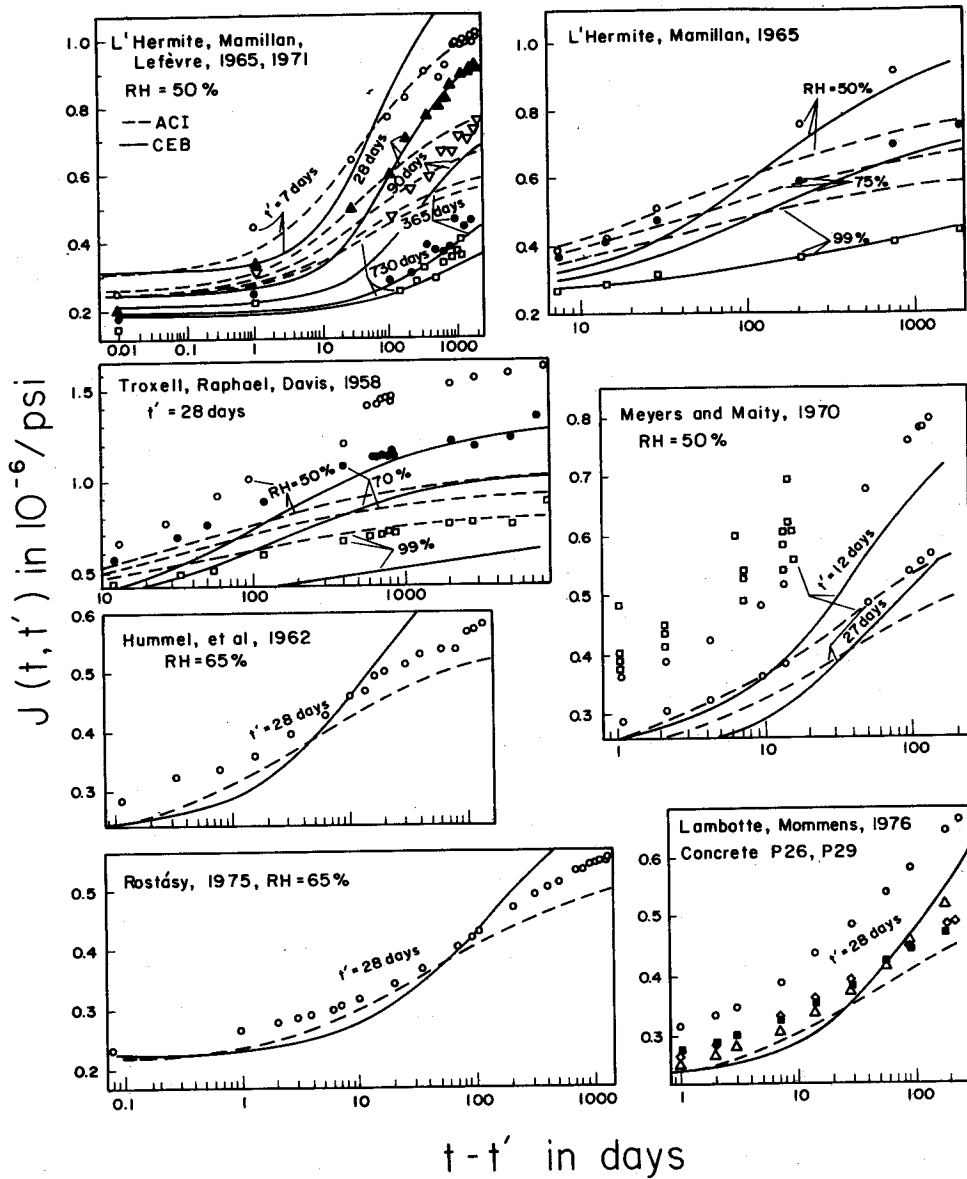 L'Hermite, Mamillan,
Lefèvre, 1965, 1971
RH = 50%
--- ACI
— CEB
t' = 7 days
28 days
90 days
365 days
730 days
1.0
0.8
0.6
0.4
0.2
0.01 0.1 1 10 100 1000
L'Hermite, Mamillan, 1965
RH=50%
75%
99%
1.0
0.8
0.6
0.4
0.2
10 100 1000
Troxell, Raphael, Davis, 1958
t' = 28 days
RH=50%
70%
99%
1.5
1.0
0.5
10 100 1000
Meyers and Maity, 1970
RH = 50%
t' = 12 days
27 days
0.8
0.7
0.6
0.5
0.4
0.3
1 10 100
Hummel, et al, 1962
RH=65%
t' = 28 days
0.6
0.5
0.4
0.3
Rostásy, 1975, RH=65%
t' = 28 days
0.5
0.4
0.3
0.2
0.1 1 10 100 1000
Lambotte, Mommens, 1976
Concrete P26, P29
t' = 28 days
0.6
0.5
0.4
0.3
1 10 100
J (t, t') in 10⁻⁶/psi
t-t' in days